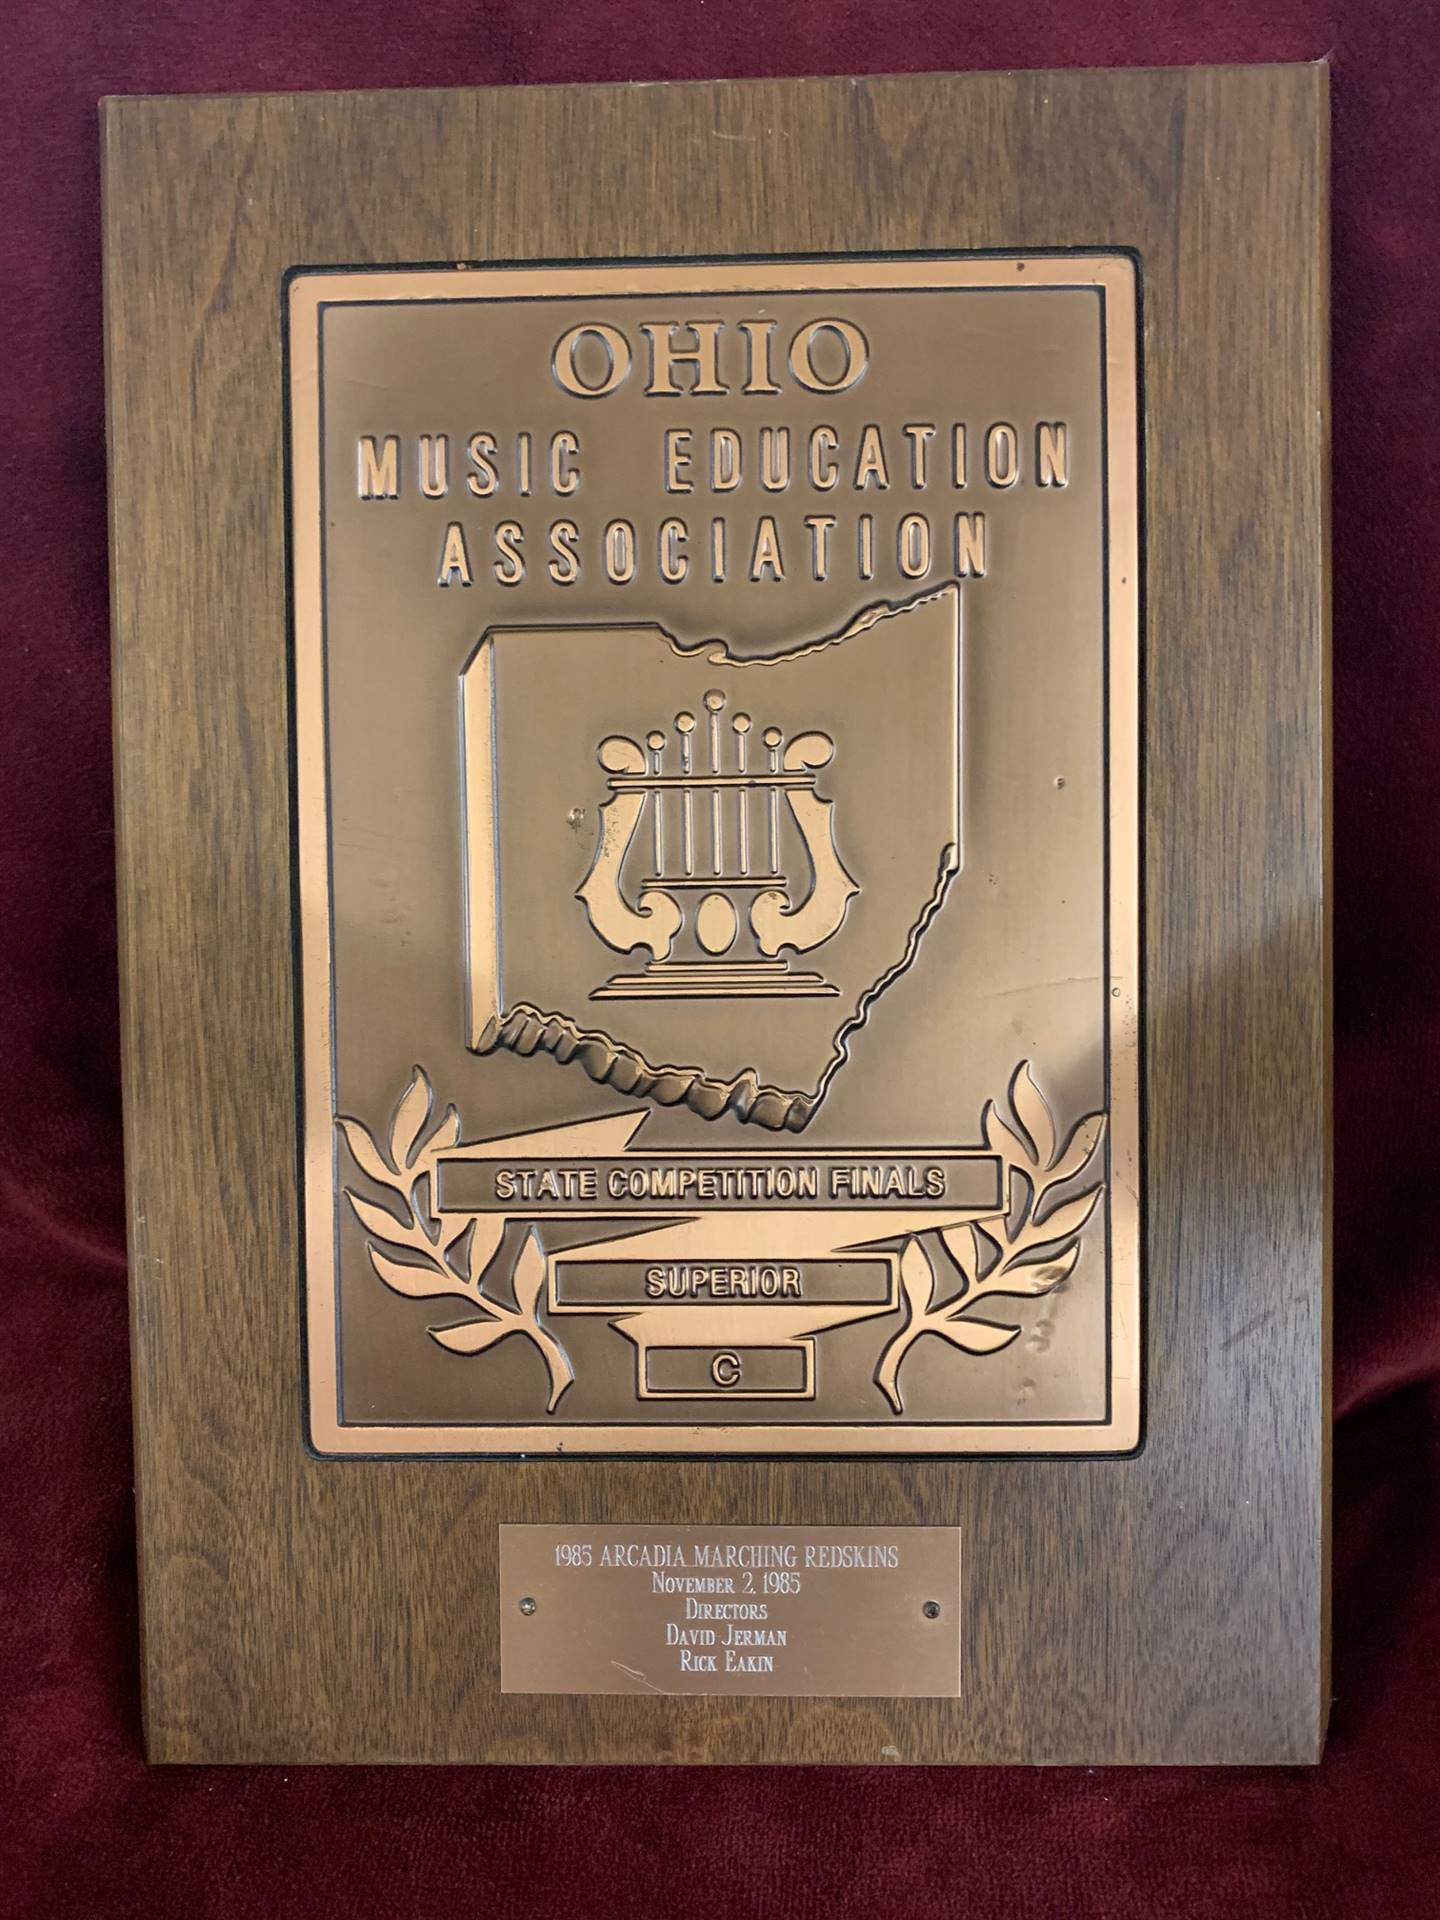 OHIO
MUSIC EDUCATION
ASSOCIATION
STATE COMPETITION FINALS
SUPERIOR
C
1985 ARCADIA MARCHING REDSKINS
NOVEMBER 2, 1985
DIRECTORS
DAVID JERMAN
RICK EAKIN